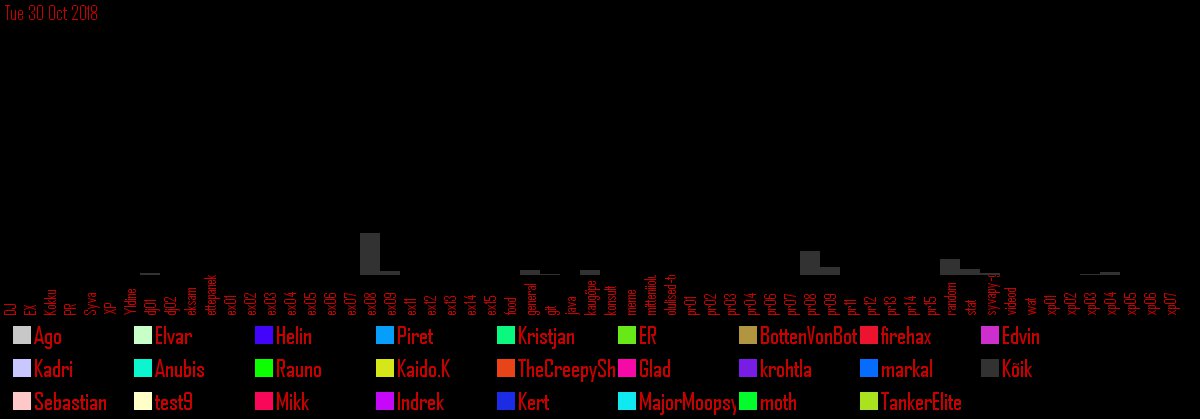 Tue 30 Oct 2018
DJ EX Kokku PR Syva XP Yldine dj01 dj02 eksam ettepanek ex01 ex02 ex03 ex04 ex05 ex06 ex07 ex08 ex09 ex11 ex12 ex13 ex14 ex15 food general git java kaugõpe konsult meme mitteniloll. olulised-t pr01 pr02 pr03 pr04 pr06 pr07 pr08 pr09 pr11 pr12 pr13 pr14 pr15 random stat syvapy-g videod wat xp01 xp02 xp03 xp04 xp05 xp06 xp07
Ago Elvar Helin Piret Kristjan ER BottenVonBot firehax Edvin
Kadri Anubis Rauno Kaido.K TheCreepySh Glad krohtla markal Kõik
Sebastian test9 Mikk Indrek Kert MajorMoopsy moth TankerElite